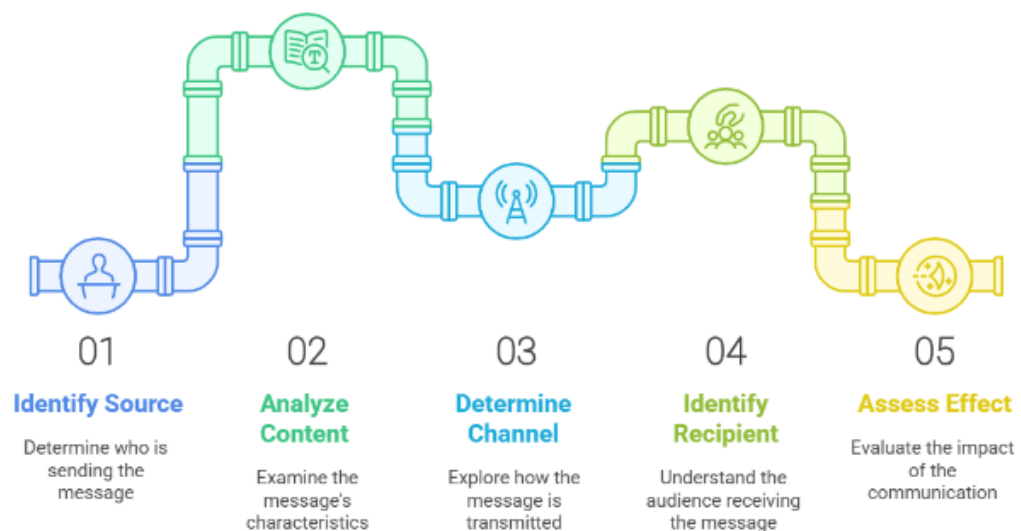 01
Identify Source
Determine who is
sending the
message
02
Analyze
Content
Examine the
message's
characteristics
03
Determine
Channel
Explore how the
message is
transmitted
04
Identify
Recipient
Understand the
audience receiving
the message
05
Assess Effect
Evaluate the impact
of the
communication